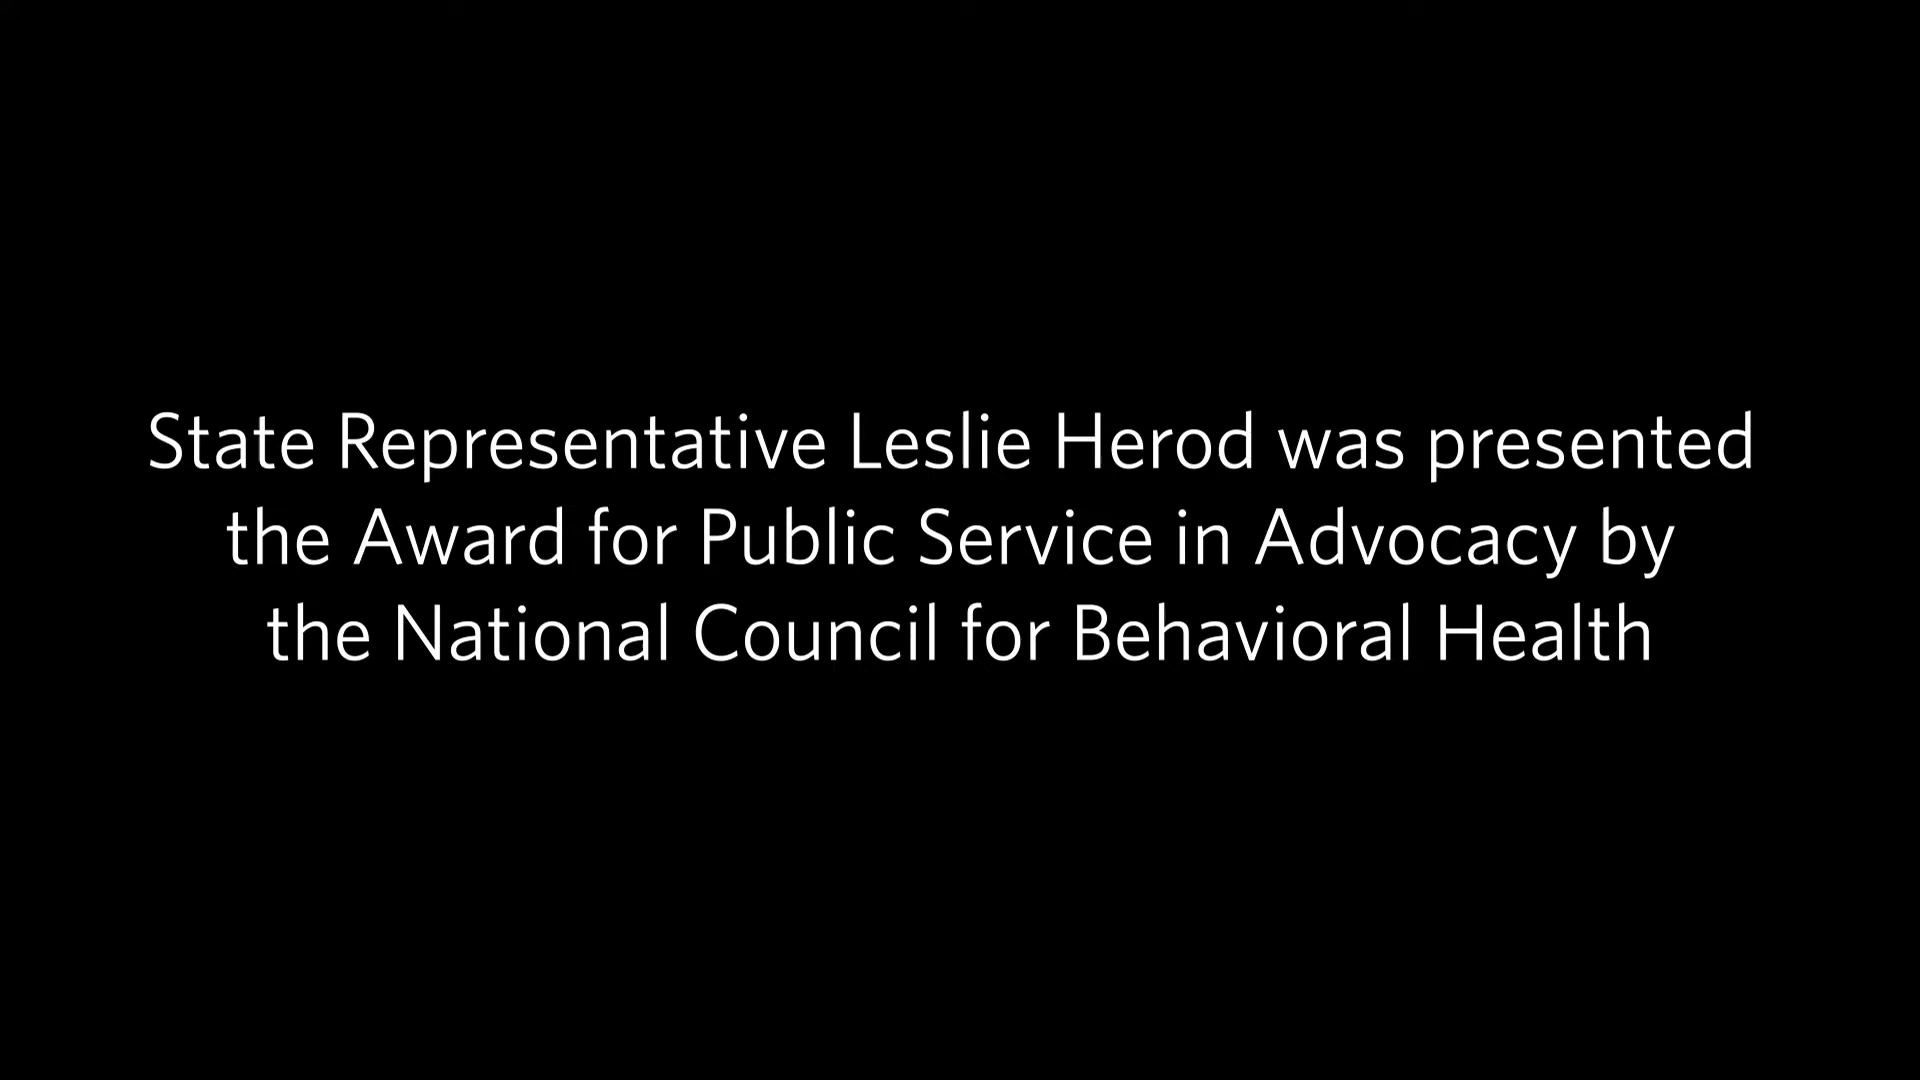 State Representative Leslie Herod was presented
the Award for Public Service in Advocacy by
the National Council for Behavioral Health